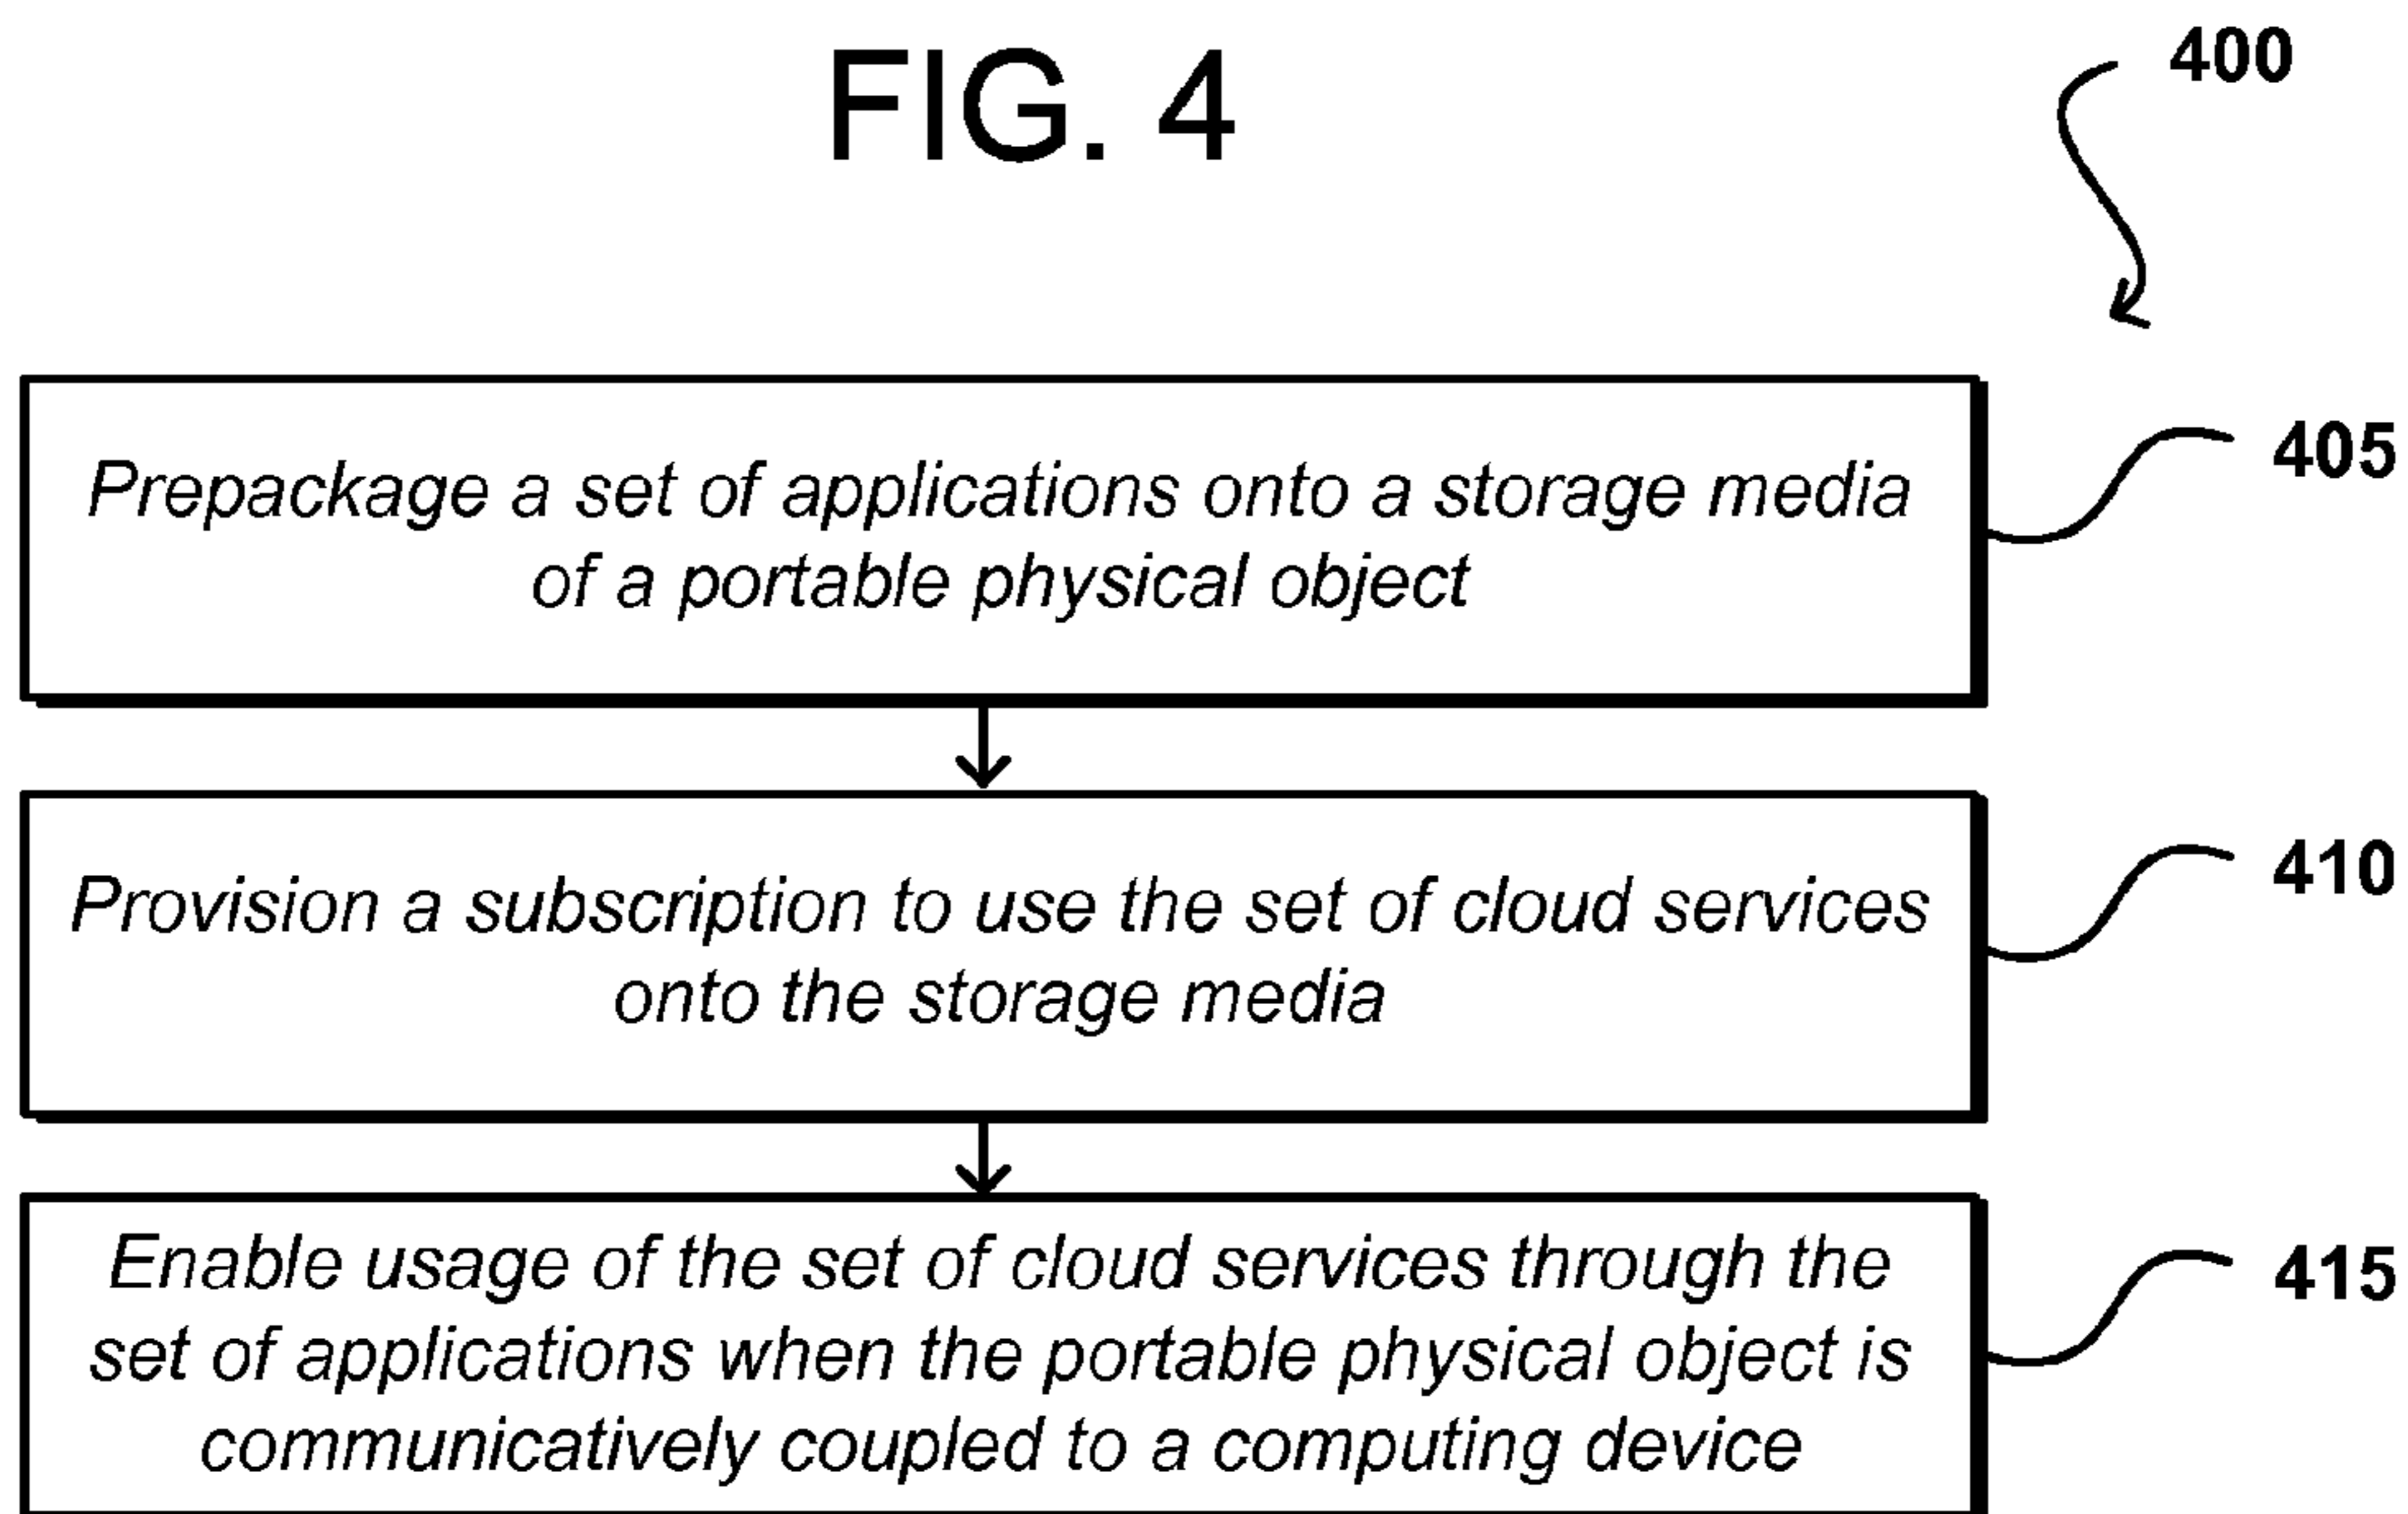 FIG. 4
400
Prepackage a set of applications onto a storage media
of a portable physical object
405
Provision a subscription to use the set of cloud services
onto the storage media
410
Enable usage of the set of cloud services through the
set of applications when the portable physical object is
communicatively coupled to a computing device
415